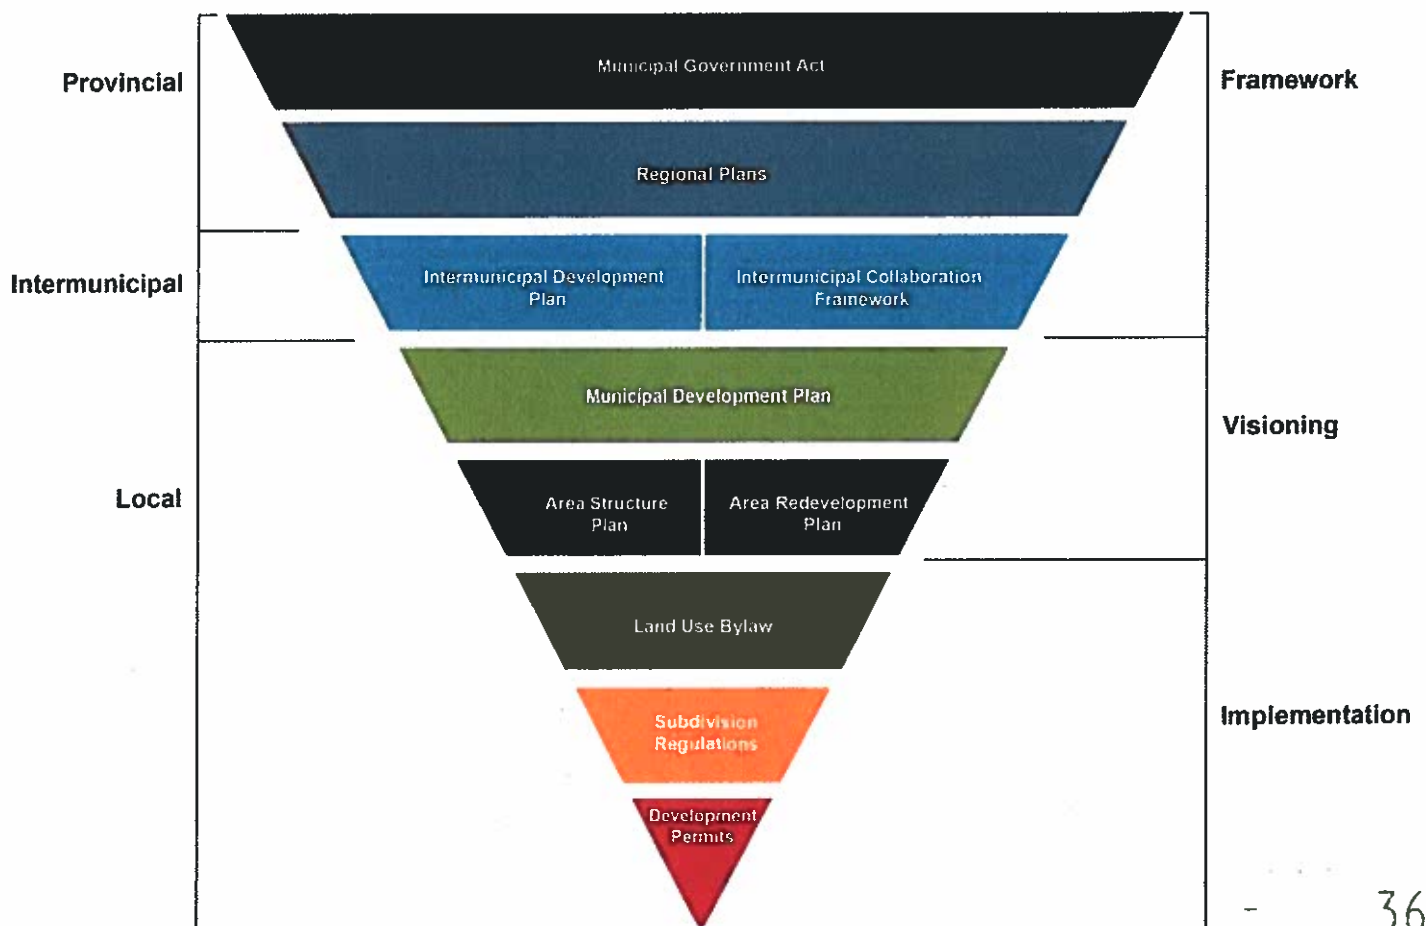 Provincial
Municipal Government Act
Framework
Regional Plans
Intermunicipal
Intermunicipal Development
Plan
Intermunicipal Collaboration
Framework
Municipal Development Plan
Visioning
Local
Area Structure
Plan
Area Redevelopment
Plan
Land Use Bylaw
Subdivision
Regulations
Implementation
Development
Permits
36